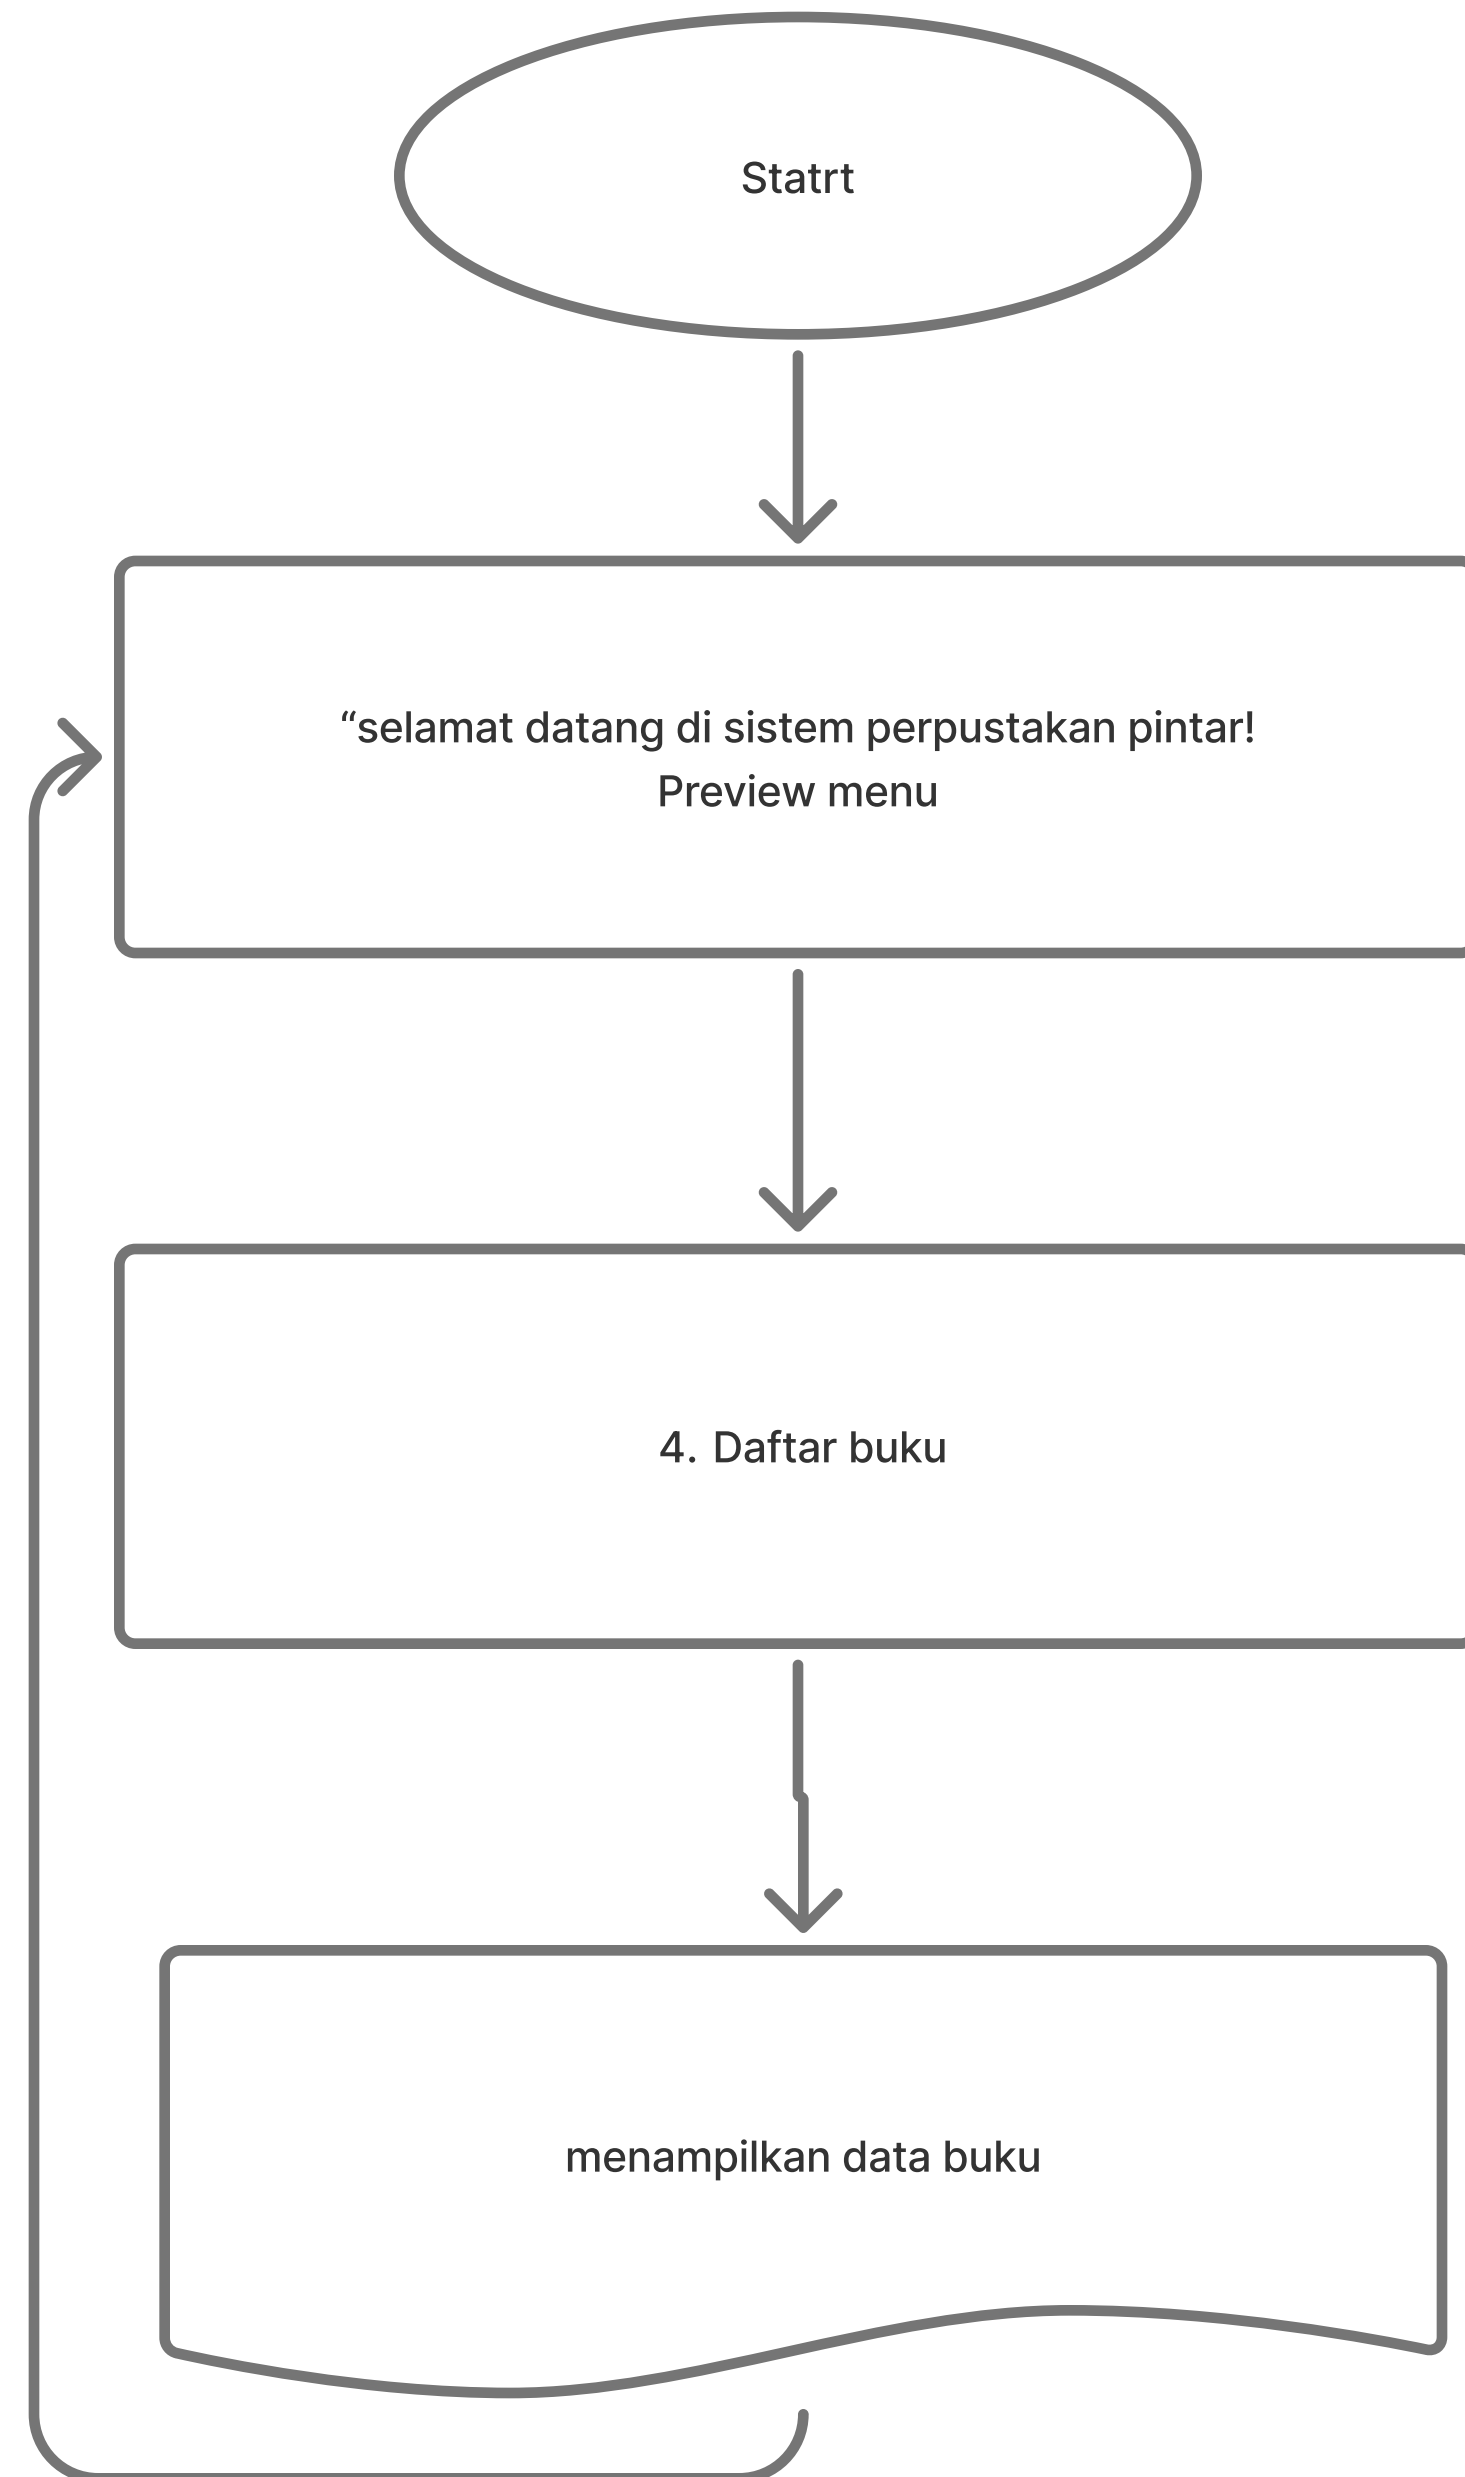 Statrt
“selamat datang di sistem perpustakan pintar!
Preview menu
4. Daftar buku
menampilkan data buku